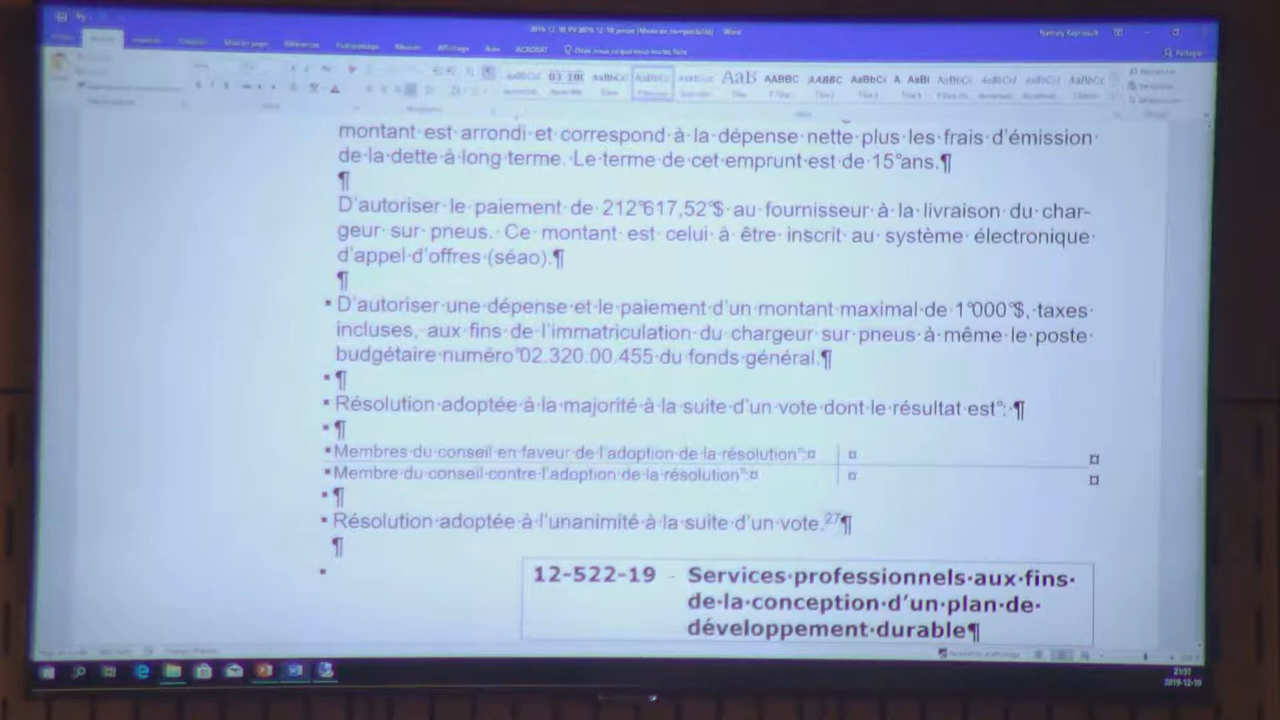 Word
ACROBAT
montant est arrondi et correspond à la dépense nette plus les frais d'émission
de la dette à long terme. Le terme de cet emprunt est de 15°ans.¶
¶
D'autoriser le paiement de 212°617,52°$ au fournisseur à la livraison du char-
geur sur pneus. Ce montant est celui à être inscrit au système électronique
d'appel d'offres (séao).¶
¶
D'autoriser une dépense et le paiement d'un montant maximal de 1°000°$, taxes
incluses, aux fins de l'immatriculation du chargeur sur pneus à même le poste
budgétaire numéro°02.320.00.455 du fonds général.¶
¶
Résolution adoptée à la majorité à la suite d'un vote dont le résultat est°: ¶
¶
Membres du conseil en faveur de l'adoption de la résolution°:¤ ¤ ¤
Membre du conseil contre l'adoption de la résolution°:¤ ¤ ¤
¶
Résolution adoptée à l'unanimité à la suite d'un vote.27¶
¶
12-522-19 - Services professionnels aux fins
de la conception d'un plan de
développement durable¶
21:51
2019-12-19